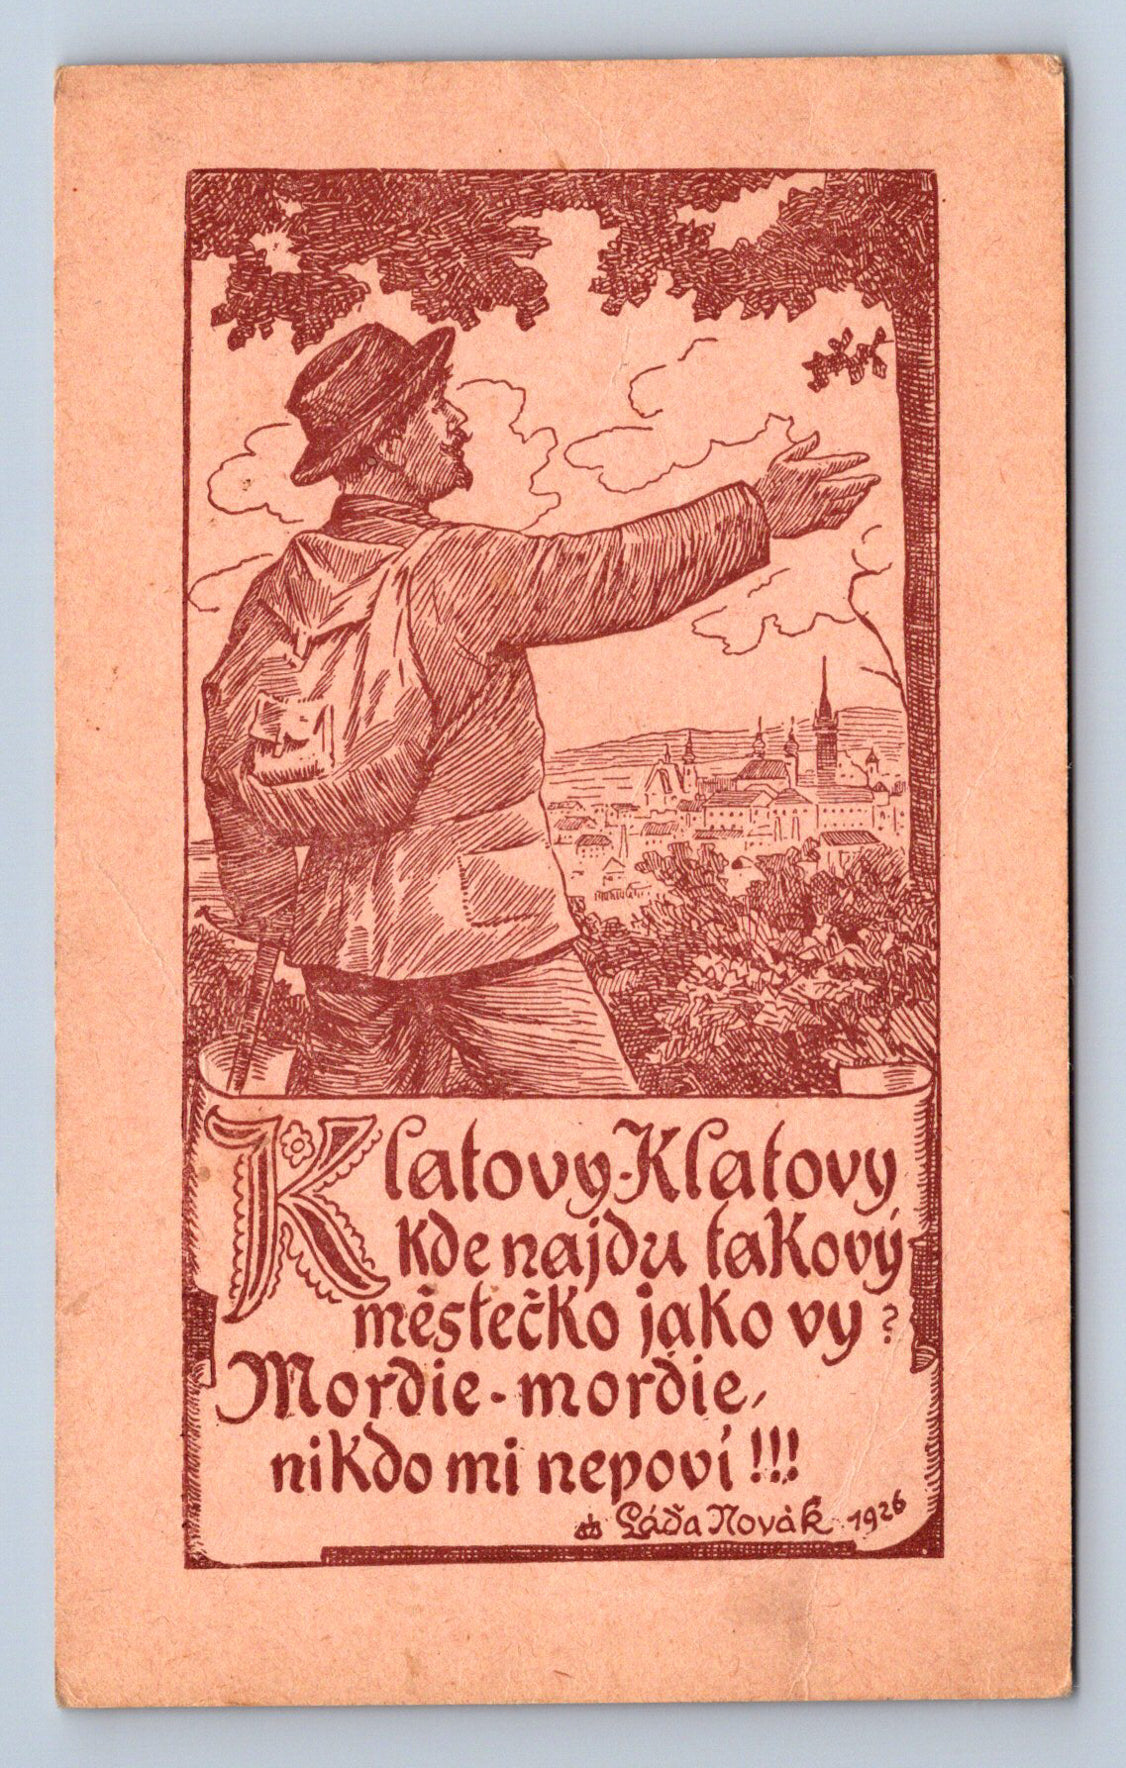 Klatovy-Klatovy
kde najdu takový
městečko jako vy?
Mordie-mordie,
nikdo mi nepoví!!!
Láďa Novák 1926